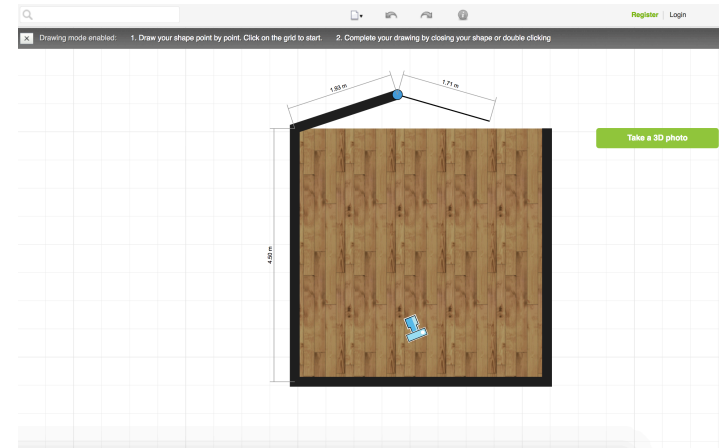 Register Login
Drawing mode enabled: 1. Draw your shape point by point. Click on the grid to start. 2. Complete your drawing by closing your shape or double clicking
1.93 m
1.71 m
Take a 3D photo
4.50 m